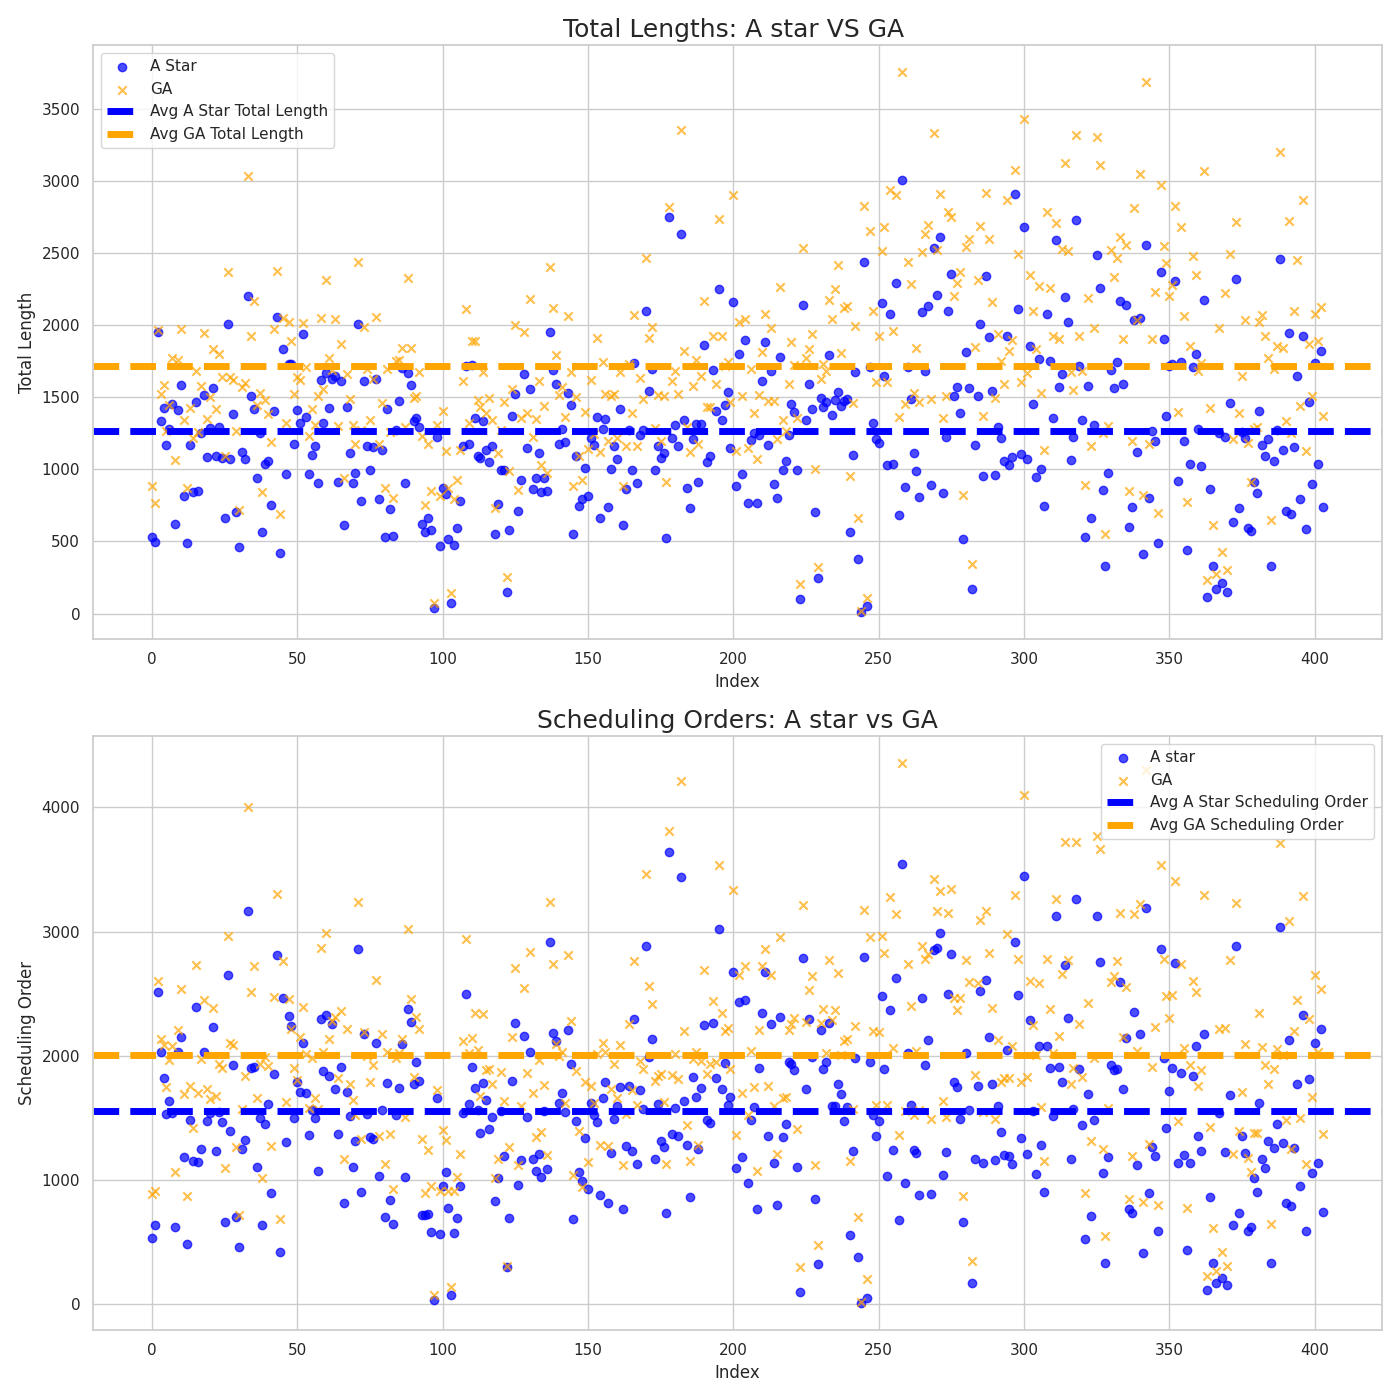 Total Lengths: A star VS GA
A Star
GA
Avg A Star Total Length
Avg GA Total Length
Total Length
3500
3000
2500
2000
1500
1000
500
0
0 50 100 150 200 250 300 350 400
Index
Scheduling Orders: A star vs GA
A star
GA
Avg A Star Scheduling Order
Avg GA Scheduling Order
Scheduling Order
4000
3000
2000
1000
0
0 50 100 150 200 250 300 350 400
Index